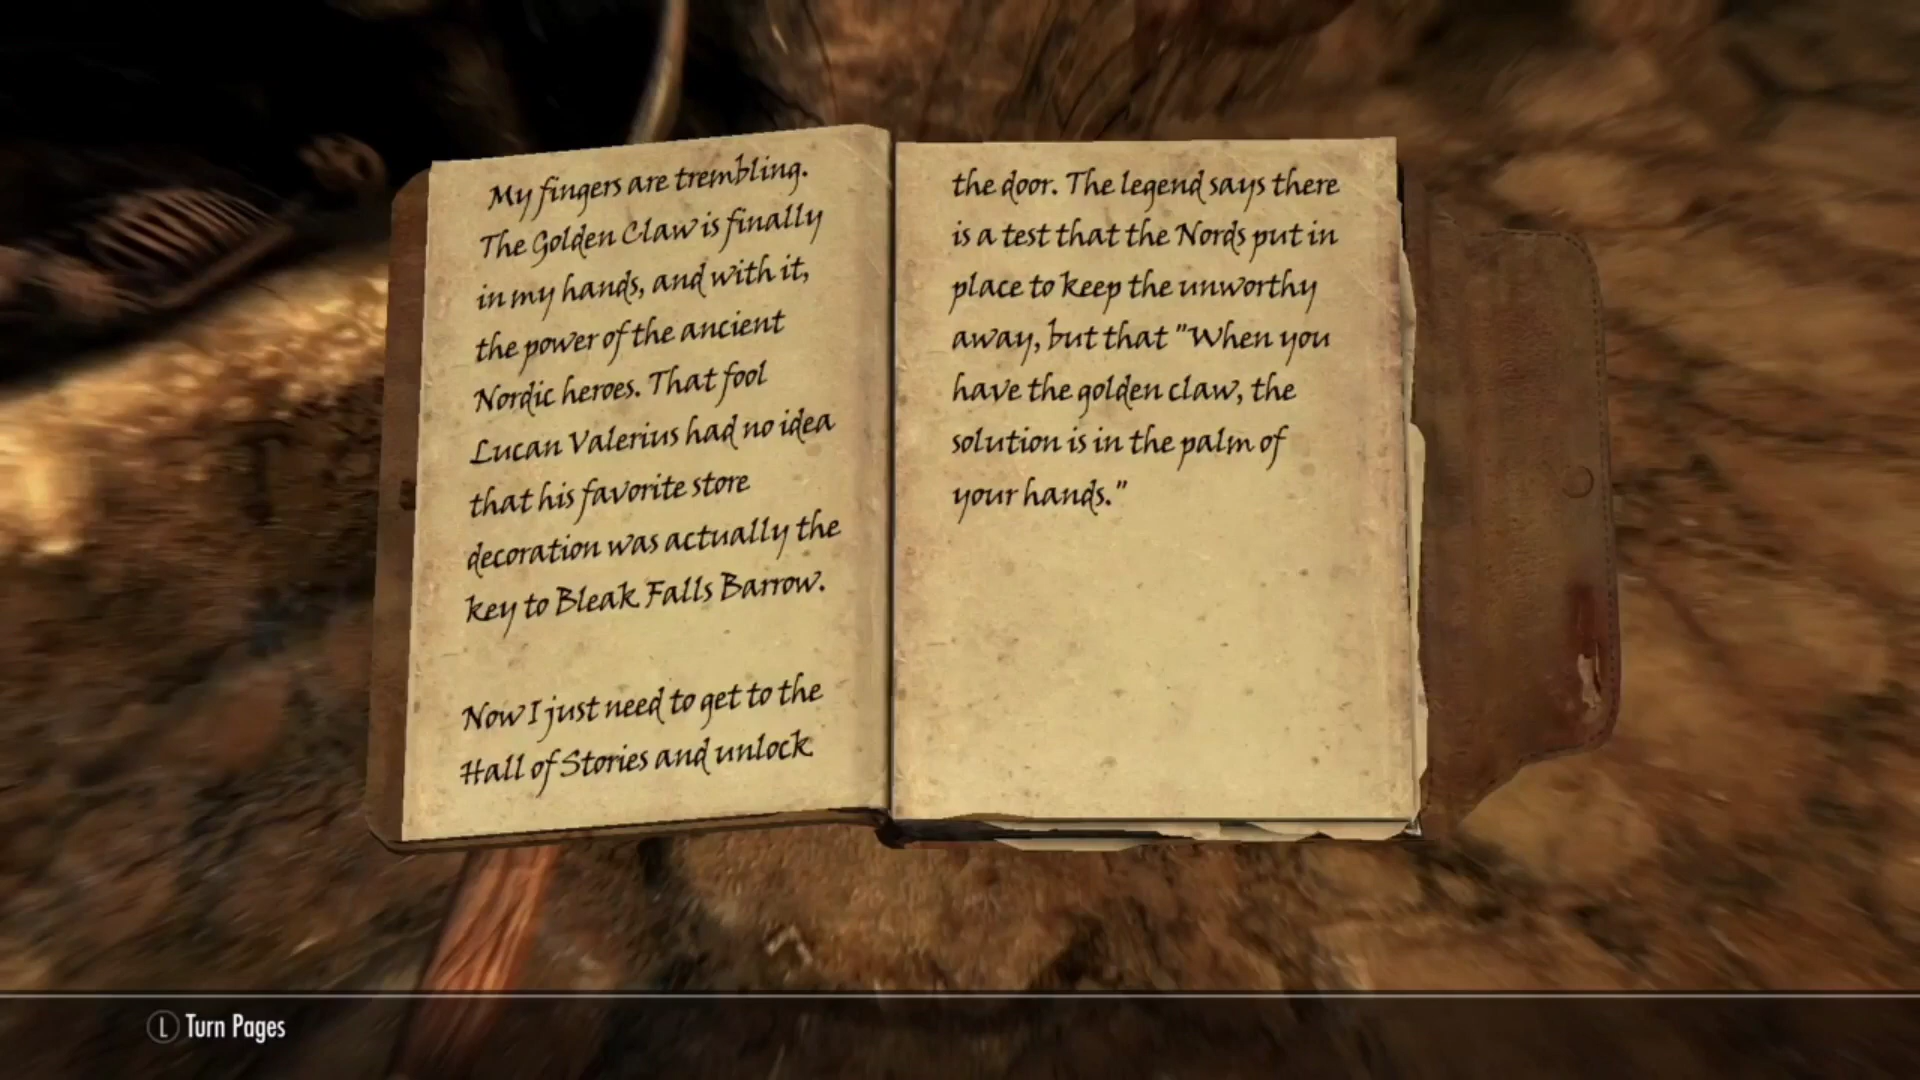 My fingers are trembling.
The Golden Claw is finally
in my hands, and with it,
the power of the ancient
Nordic heroes. That fool
Lucan Valerius had no idea
that his favorite store
decoration was actually the
key to Bleak Falls Barrow.
Now I just need to get to the
Hall of Stories and unlock
the door. The legend says there
is a test that the Nords put in
place to keep the unworthy
away, but that "When you
have the golden claw, the
solution is in the palm of
your hands."
L Turn Pages